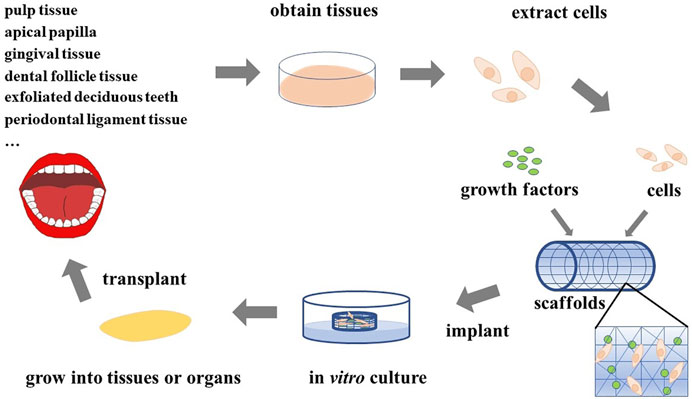 pulp tissue
apical papilla
gingival tissue
dental follicle tissue
exfoliated deciduous teeth
periodontal ligament tissue
...
obtain tissues
extract cells
growth factors
cells
scaffolds
implant
in vitro culture
grow into tissues or organs
transplant